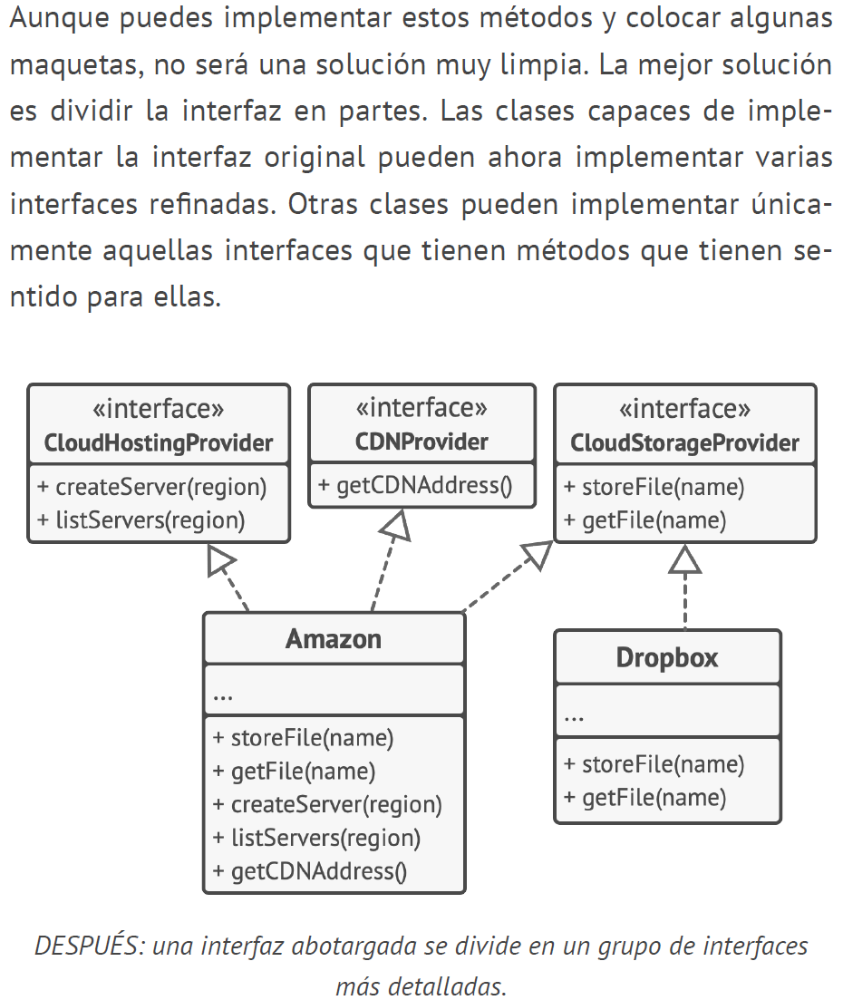 Aunque puedes implementar estos métodos y colocar algunas
maquetas, no será una solución muy limpia. La mejor solución
es dividir la interfaz en partes. Las clases capaces de imple-
mentar la interfaz original pueden ahora implementar varias
interfaces refinadas. Otras clases pueden implementar única-
mente aquellas interfaces que tienen métodos que tienen se-
ntido para ellas.
«interface»
CloudHostingProvider
+ createServer(region)
+ listServers(region)
«interface»
CDNProvider
+ getCDNAddress()
«interface»
CloudStorageProvider
+ storeFile(name)
+ getFile(name)
Amazon
...
+ storeFile(name)
+ getFile(name)
+ createServer(region)
+ listServers(region)
+ getCDNAddress()
Dropbox
...
+ storeFile(name)
+ getFile(name)
DESPUÉS: una interfaz abotargada se divide en un grupo de interfaces
más detalladas.